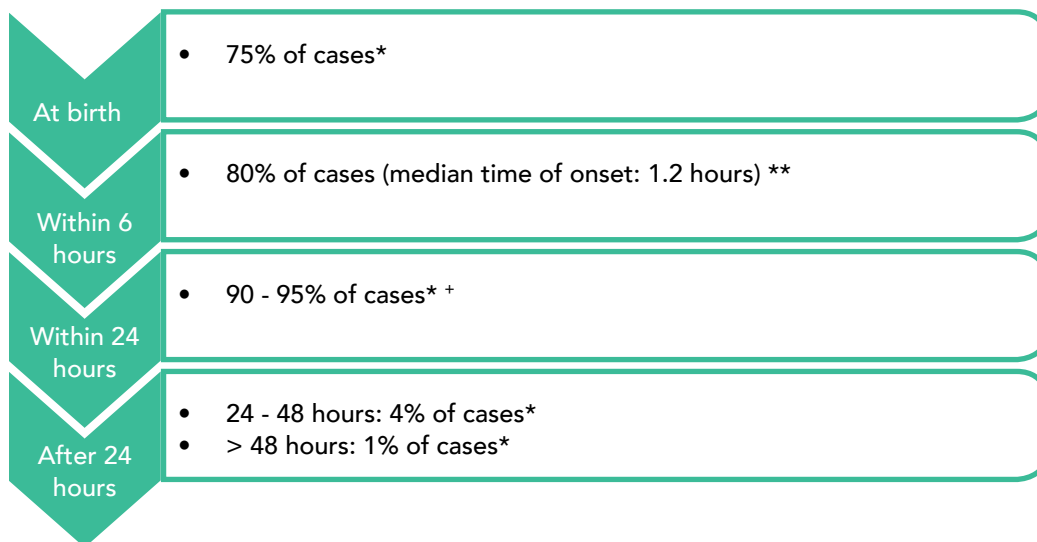 At birth
• 75% of cases*
Within 6
hours
• 80% of cases (median time of onset: 1.2 hours) **
Within 24
hours
• 90 - 95% of cases* +
After 24
hours
• 24 - 48 hours: 4% of cases*
• > 48 hours: 1% of cases*